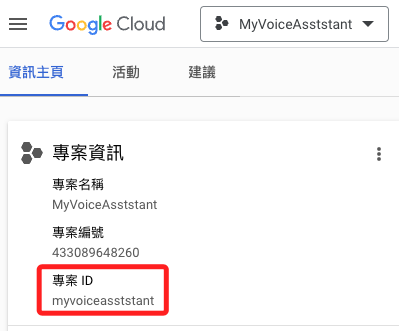 Google Cloud
MyVoiceAsststant
資訊主頁
活動
建議
專案資訊
專案名稱
MyVoiceAsststant
專案編號
433089648260
專案 ID
myvoiceasststant